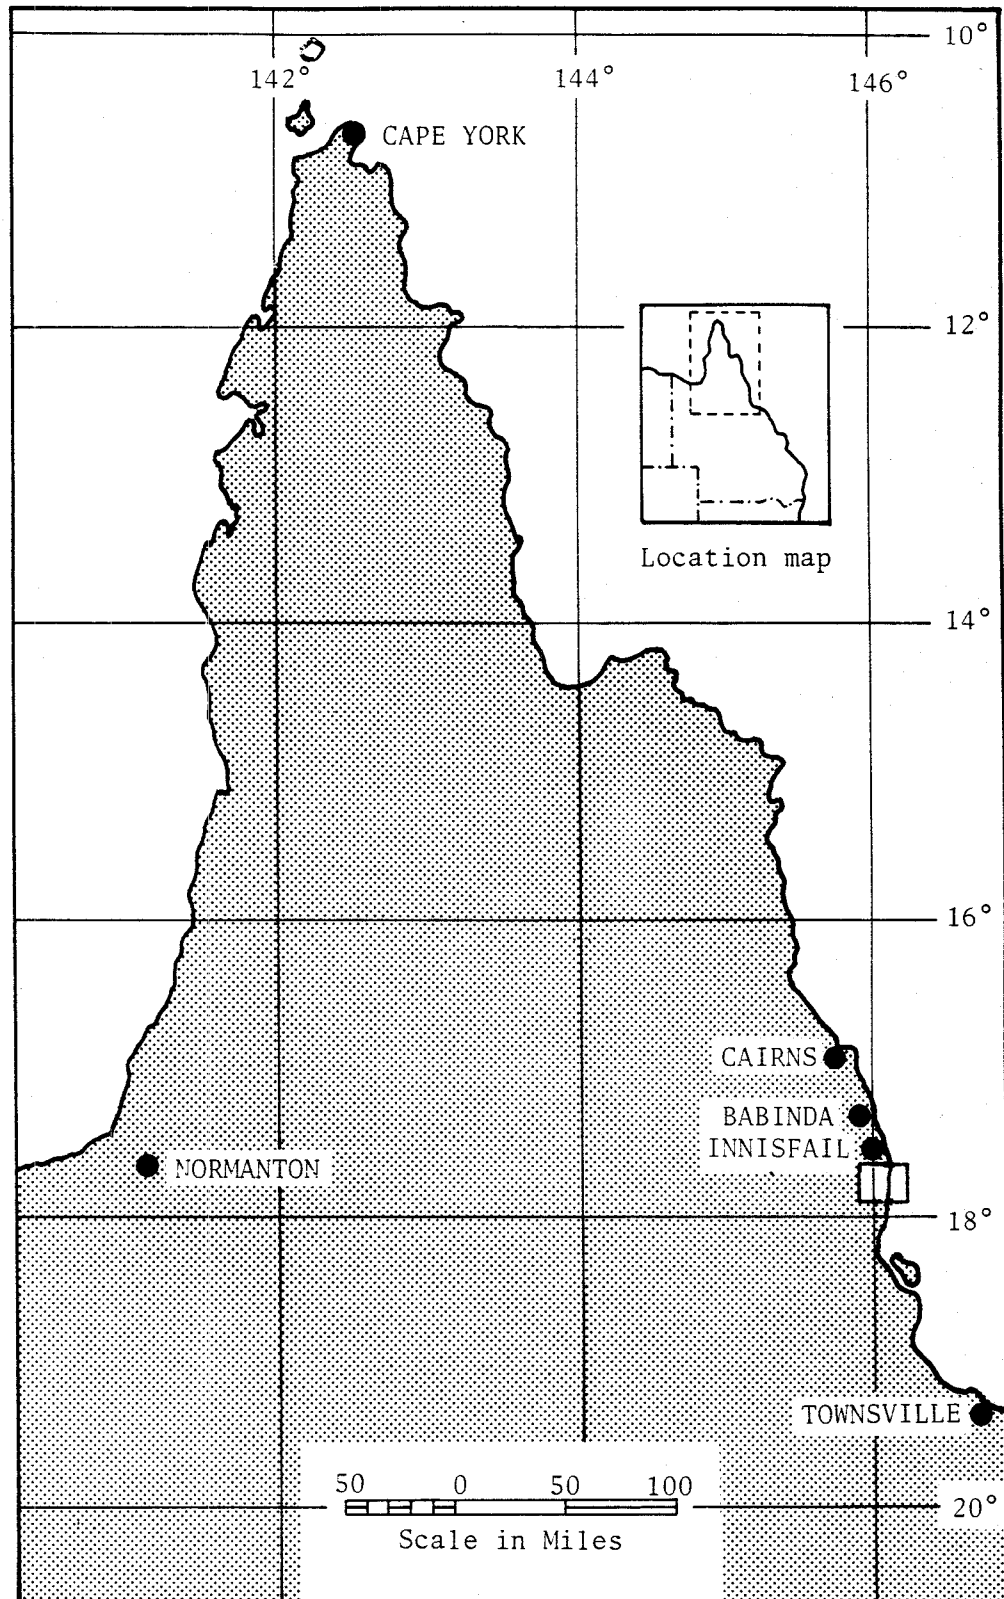 10°
142° 144° 146°
CAPE YORK
12°
Location map
14°
16°
CAIRNS
BABINDA
INNISFAIL
NORMANTON
18°
TOWNSVILLE
50 0 50 100
20°
Scale in Miles